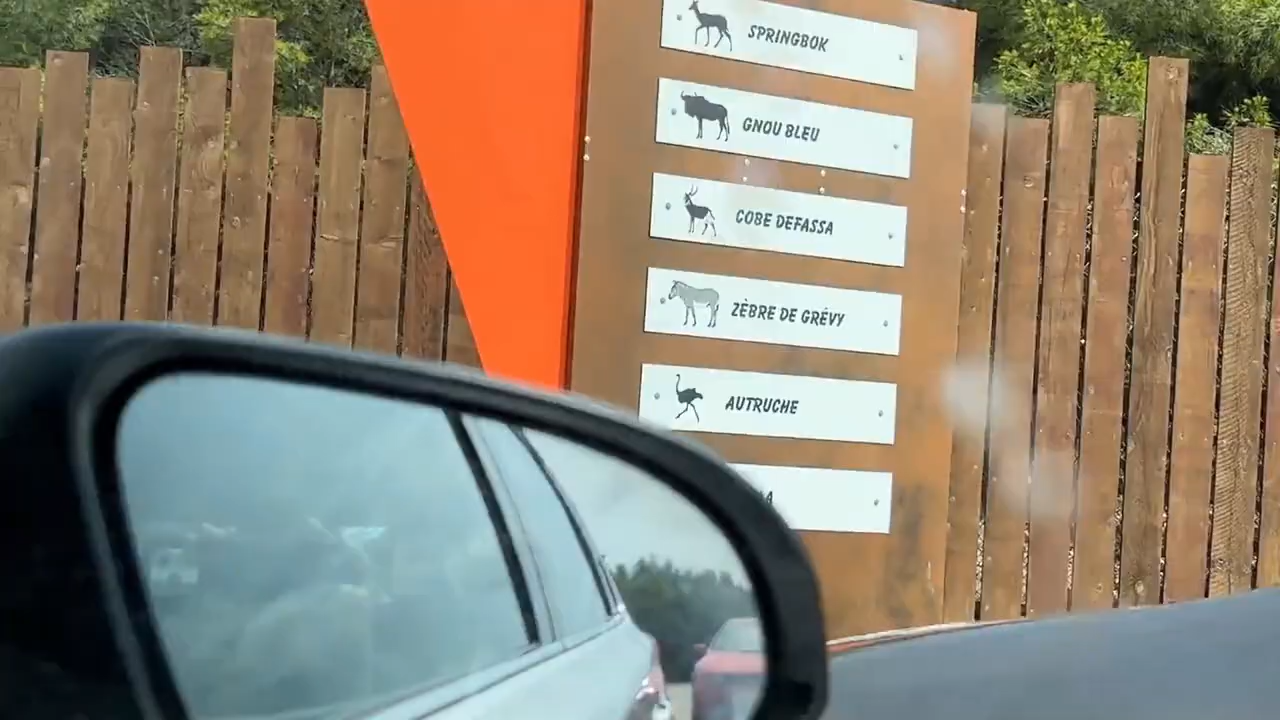 SPRINGBOK
GNOU BLEU
COBE DEFASSA
ZÈBRE DE GRÉVY
AUTRUCHE